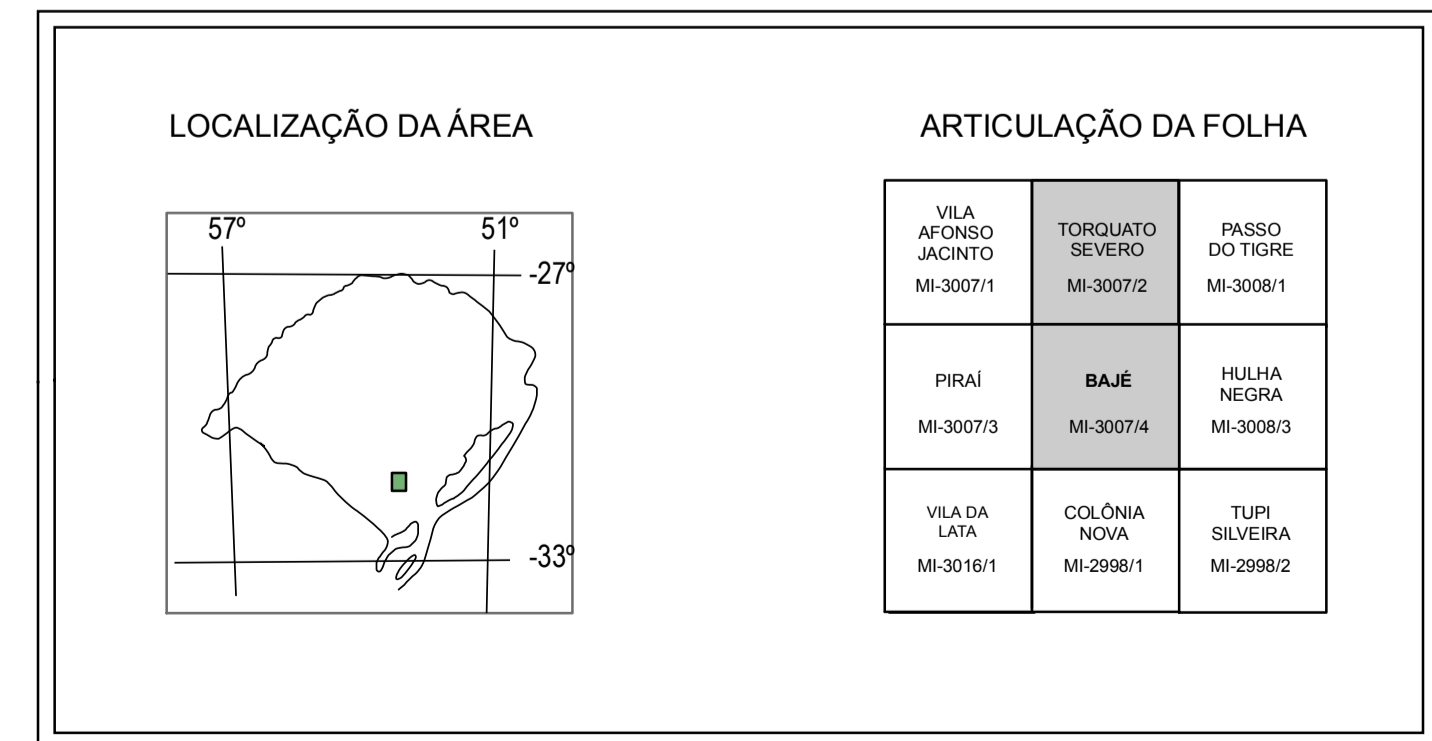 LOCALIZAÇÃO DA ÁREA
57º
51º
-27º
-33º
ARTICULAÇÃO DA FOLHA
VILA
AFONSO
JACINTO
MI-3007/1
TORQUATO
SEVERO
MI-3007/2
PASSO
DO TIGRE
MI-3008/1
PIRAÍ
MI-3007/3
BAJÉ
MI-3007/4
HULHA
NEGRA
MI-3008/3
VILA DA
LATA
MI-3016/1
COLÔNIA
NOVA
MI-2998/1
TUPI
SILVEIRA
MI-2998/2